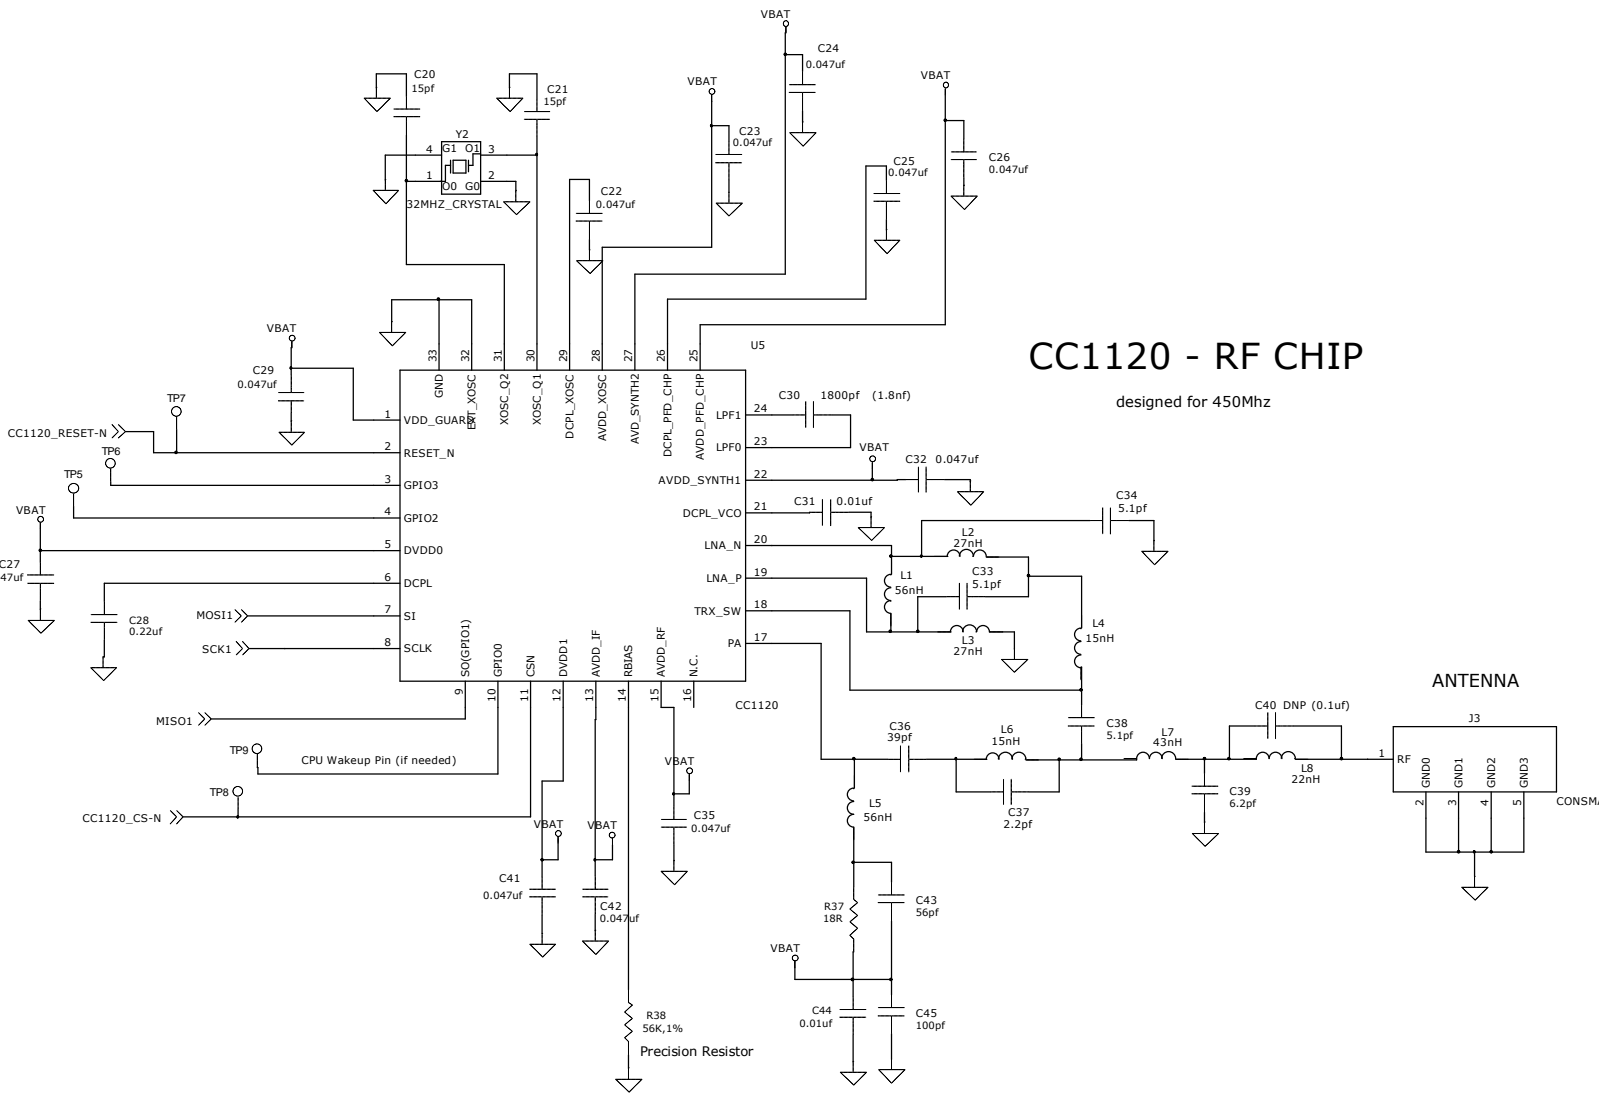 VBAT
C24
0.047uf
C20
15pf
C21
15pf
VBAT
VBAT
C23
0.047uf
Y2
4 G1 O1 3
1 O0 G0 2
32MHZ_CRYSTAL
C22
0.047uf
C25
0.047uf
C26
0.047uf
VBAT
C29
0.047uf
U5
CC1120 - RF CHIP
designed for 450Mhz
33 32 31 30 29 28 27 26 25
GND
EXT_XOSC
XOSC_Q2
XOSC_Q1
DCPL_XOSC
AVDD_XOSC
AVD_SYNTH2
DCPL_PFD_CHP
AVDD_PFD_CHP
TP7
CC1120_RESET-N
TP6
TP5
VBAT
C27
47uf
C28
0.22uf
MOSI1
SCK1
1 VDD_GUARD
2 RESET_N
3 GPIO3
4 GPIO2
5 DVDD0
6 DCPL
7 SI
8 SCLK
LPF1 24
LPF0 23
AVDD_SYNTH1 22
DCPL_VCO 21
LNA_N 20
LNA_P 19
TRX_SW 18
PA 17
C30 1800pf (1.8nf)
VBAT
C32 0.047uf
C31 0.01uf
C34
5.1pf
L2
27nH
L1
56nH
C33
5.1pf
L3
27nH
L4
15nH
SO(GPIO1)
GPIO0
CSN
DVDD1
AVDD_IF
RBIAS
AVDD_RF
N.C.
9 10 11 12 13 14 15 16
CC1120
MISO1
TP9
CPU Wakeup Pin (if needed)
TP8
CC1120_CS-N
VBAT
C35
0.047uf
VBAT
VBAT
C41
0.047uf
C42
0.047uf
R38
56K,1%
Precision Resistor
C36
39pf
L6
15nH
C37
2.2pf
C38
5.1pf
L7
43nH
C39
6.2pf
C40 DNP (0.1uf)
L8
22nH
ANTENNA
J3
1 RF
GND0
GND1
GND2
GND3
2 3 4 5
CONSMA
L5
56nH
R37
18R
C43
56pf
VBAT
C44
0.01uf
C45
100pf